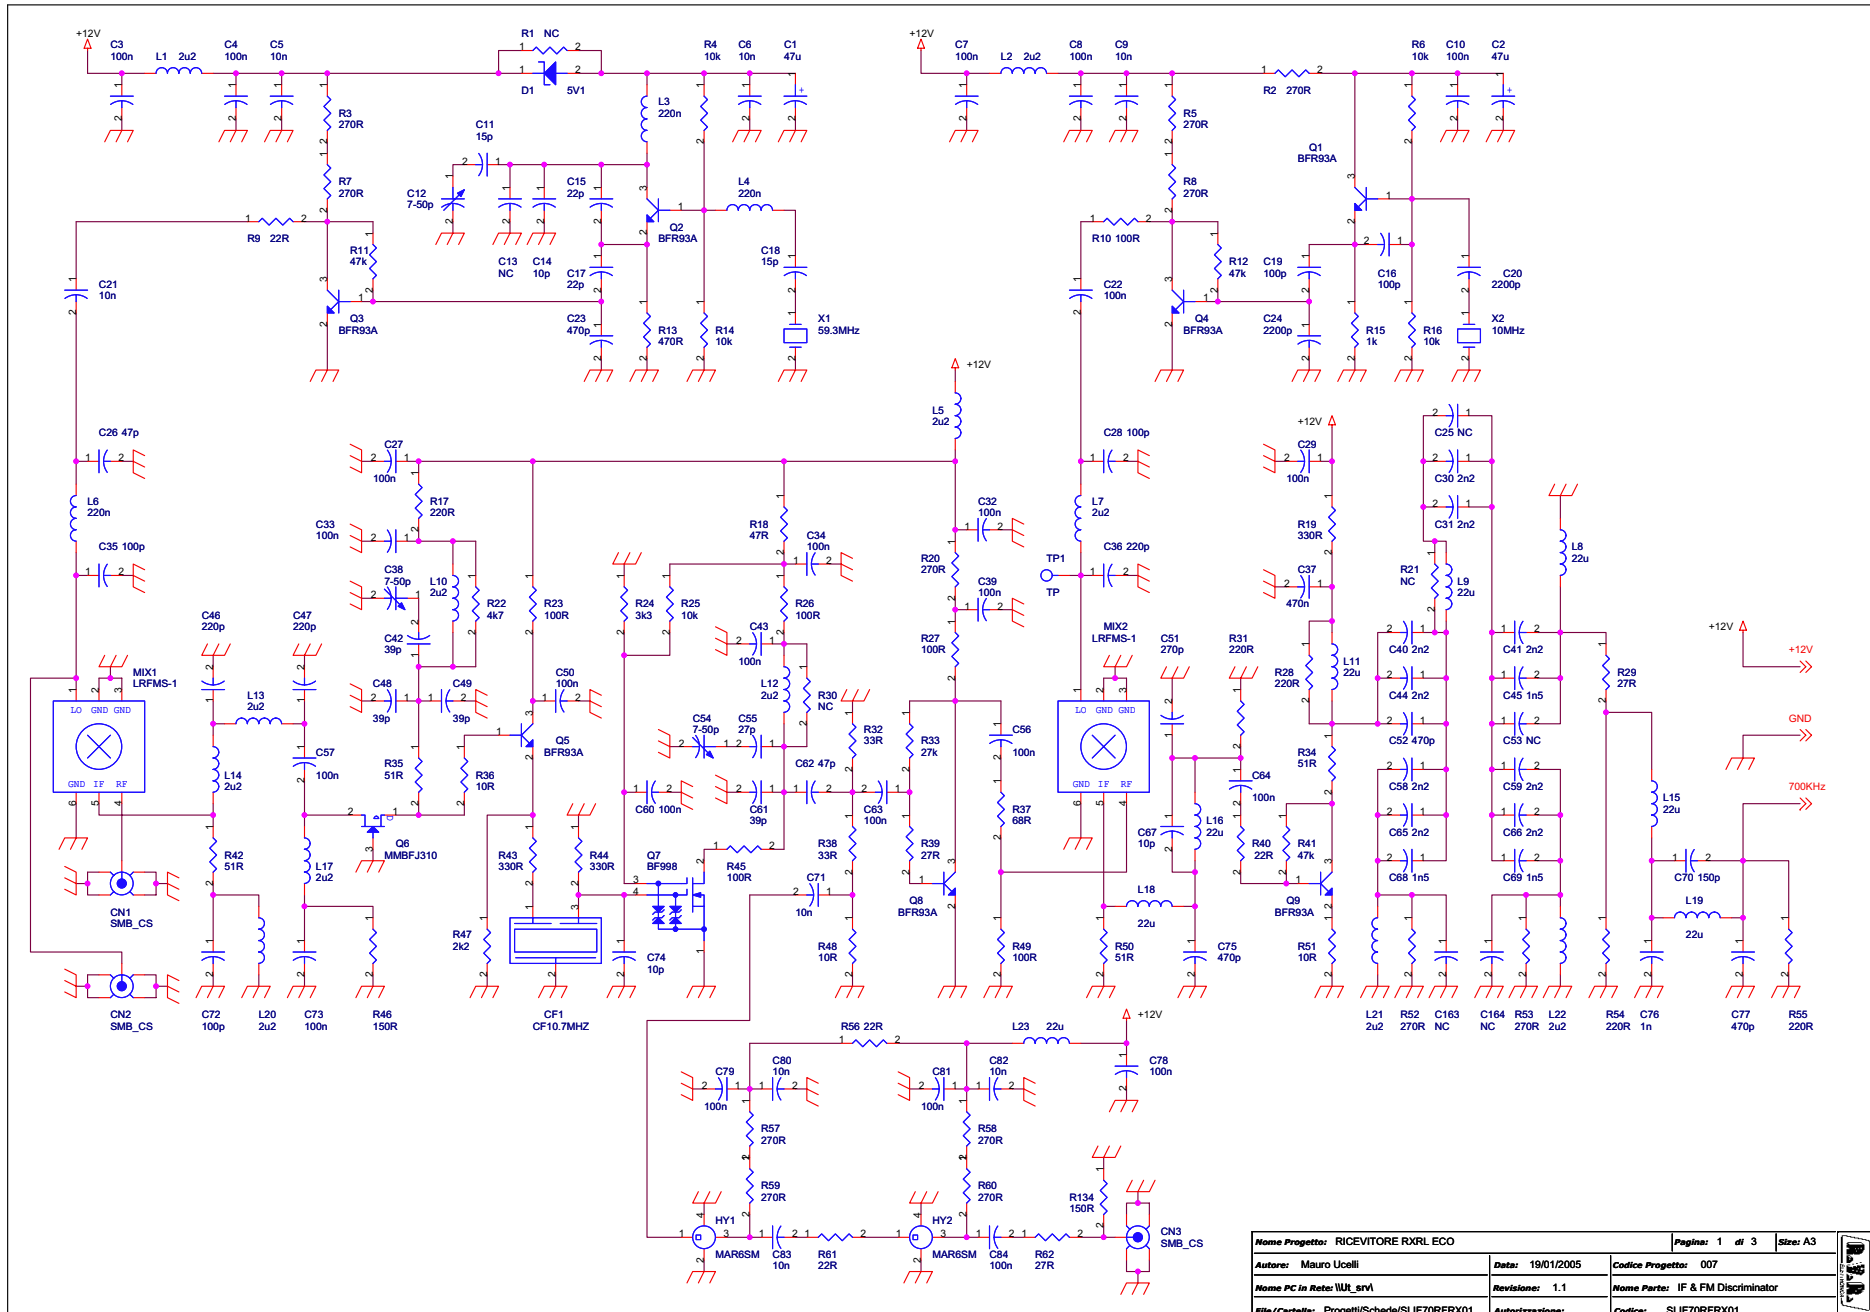 +12V
C3
100n
L1 2u2
C4
100n
C5
10n
R1 NC
D1 5V1
R4
10k
C6
10n
C1
47u
+12V
C7
100n
L2 2u2
C8
100n
C9
10n
R2 270R
R6
10k
C10
100n
C2
47u
R3
270R
L3
220n
C11
15p
R5
270R
Q1
BFR93A
R7
270R
C12
7-50p
C15
22p
L4
220n
R8
270R
R9 22R
R11
47k
C13
NC
C14
10p
C17
22p
Q2
BFR93A
C18
15p
R10 100R
R12
47k
C19
100p
C16
100p
C20
2200p
C21
10n
Q3
BFR93A
C23
470p
R13
470R
R14
10k
X1
59.3MHz
C22
100n
Q4
BFR93A
C24
2200p
R15
1k
R16
10k
X2
10MHz
+12V
L5
2u2
C26 47p
C27
100n
C28 100p
+12V
C29
100n
C25 NC
C30 2n2
C31 2n2
L6
220n
R17
220R
C33
100n
R18
47R
C34
100n
C32
100n
L7
2u2
R19
330R
L8
22u
C35 100p
C38
7-50p
L10
2u2
R22
4k7
R23
100R
R24
3k3
R25
10k
R26
100R
R20
270R
C39
100n
TP1
TP
C36 220p
C37
470n
R21
NC
L9
22u
C46
220p
C47
220p
C42
39p
C43
100n
R27
100R
MIX2
LRFMS-1
C51
270p
R31
220R
C40 2n2
C41 2n2
+12V
+12V
MIX1
LRFMS-1
L13
2u2
C48
39p
C49
39p
C50
100n
L12
2u2
R30
NC
R28
220R
L11
22u
C44 2n2
C45 1n5
R29
27R
LO GND GND
GND IF RF
C54
7-50p
C55
27p
R32
33R
R33
27k
C56
100n
LO GND GND
GND IF RF
C52 470p
C53 NC
GND
L14
2u2
C57
100n
R35
51R
R36
10R
Q5
BFR93A
C60 100n
C61
39p
C62 47p
C63
100n
R37
68R
C64
100n
R34
51R
C58 2n2
C59 2n2
L15
22u
700KHz
R42
51R
L17
2u2
Q6
MMBFJ310
R43
330R
R44
330R
Q7
BF998
R45
100R
R38
33R
R39
27R
C67
10p
L16
22u
R40
22R
R41
47k
C65 2n2
C66 2n2
C68 1n5
C69 1n5
C70 150p
CN1
SMB_CS
C71
10n
Q8
BFR93A
L18
22u
Q9
BFR93A
L19
22u
R47
2k2
C74
10p
R48
10R
R49
100R
R50
51R
C75
470p
R51
10R
CN2
SMB_CS
C72
100p
L20
2u2
C73
100n
R46
150R
CF1
CF10.7MHZ
L21
2u2
R52
270R
C163
NC
C164
NC
R53
270R
L22
2u2
R54
220R
C76
1n
C77
470p
R55
220R
R56 22R
L23 22u
+12V
C79
100n
C80
10n
C81
100n
C82
10n
C78
100n
R57
270R
R58
270R
R59
270R
R60
270R
R134
150R
HY1
MAR6SM
C83
10n
R61
22R
HY2
MAR6SM
C84
100n
R62
27R
CN3
SMB_CS
Nome Progetto: RICEVITORE RXRL ECO Pagina: 1 di 3 Size: A3
Autore: Mauro Ucelli Data: 19/01/2005 Codice Progetto: 007
Nome PC in Rete: \\Ut_srv\ Revisione: 1.1 Nome Parte: IF & FM Discriminator
File/Cartella: Progetti/Schede/SLIF70RFRX01 Autorizzazione: Codice: SLIF70RFRX01